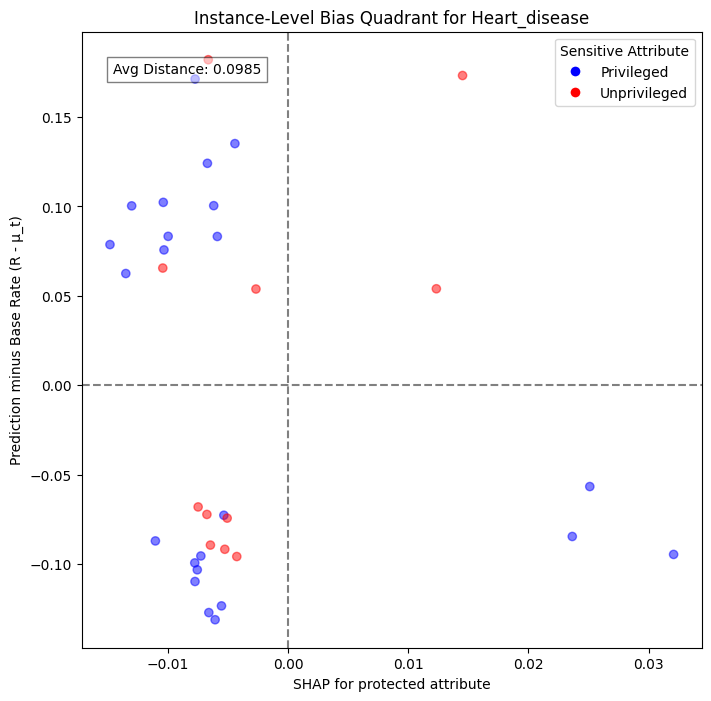 Instance-Level Bias Quadrant for Heart_disease
Avg Distance: 0.0985
Sensitive Attribute
Privileged
Unprivileged
Prediction minus Base Rate (R - μ_t)
0.15
0.10
0.05
0.00
−0.05
−0.10
−0.01
0.00
0.01
0.02
0.03
SHAP for protected attribute